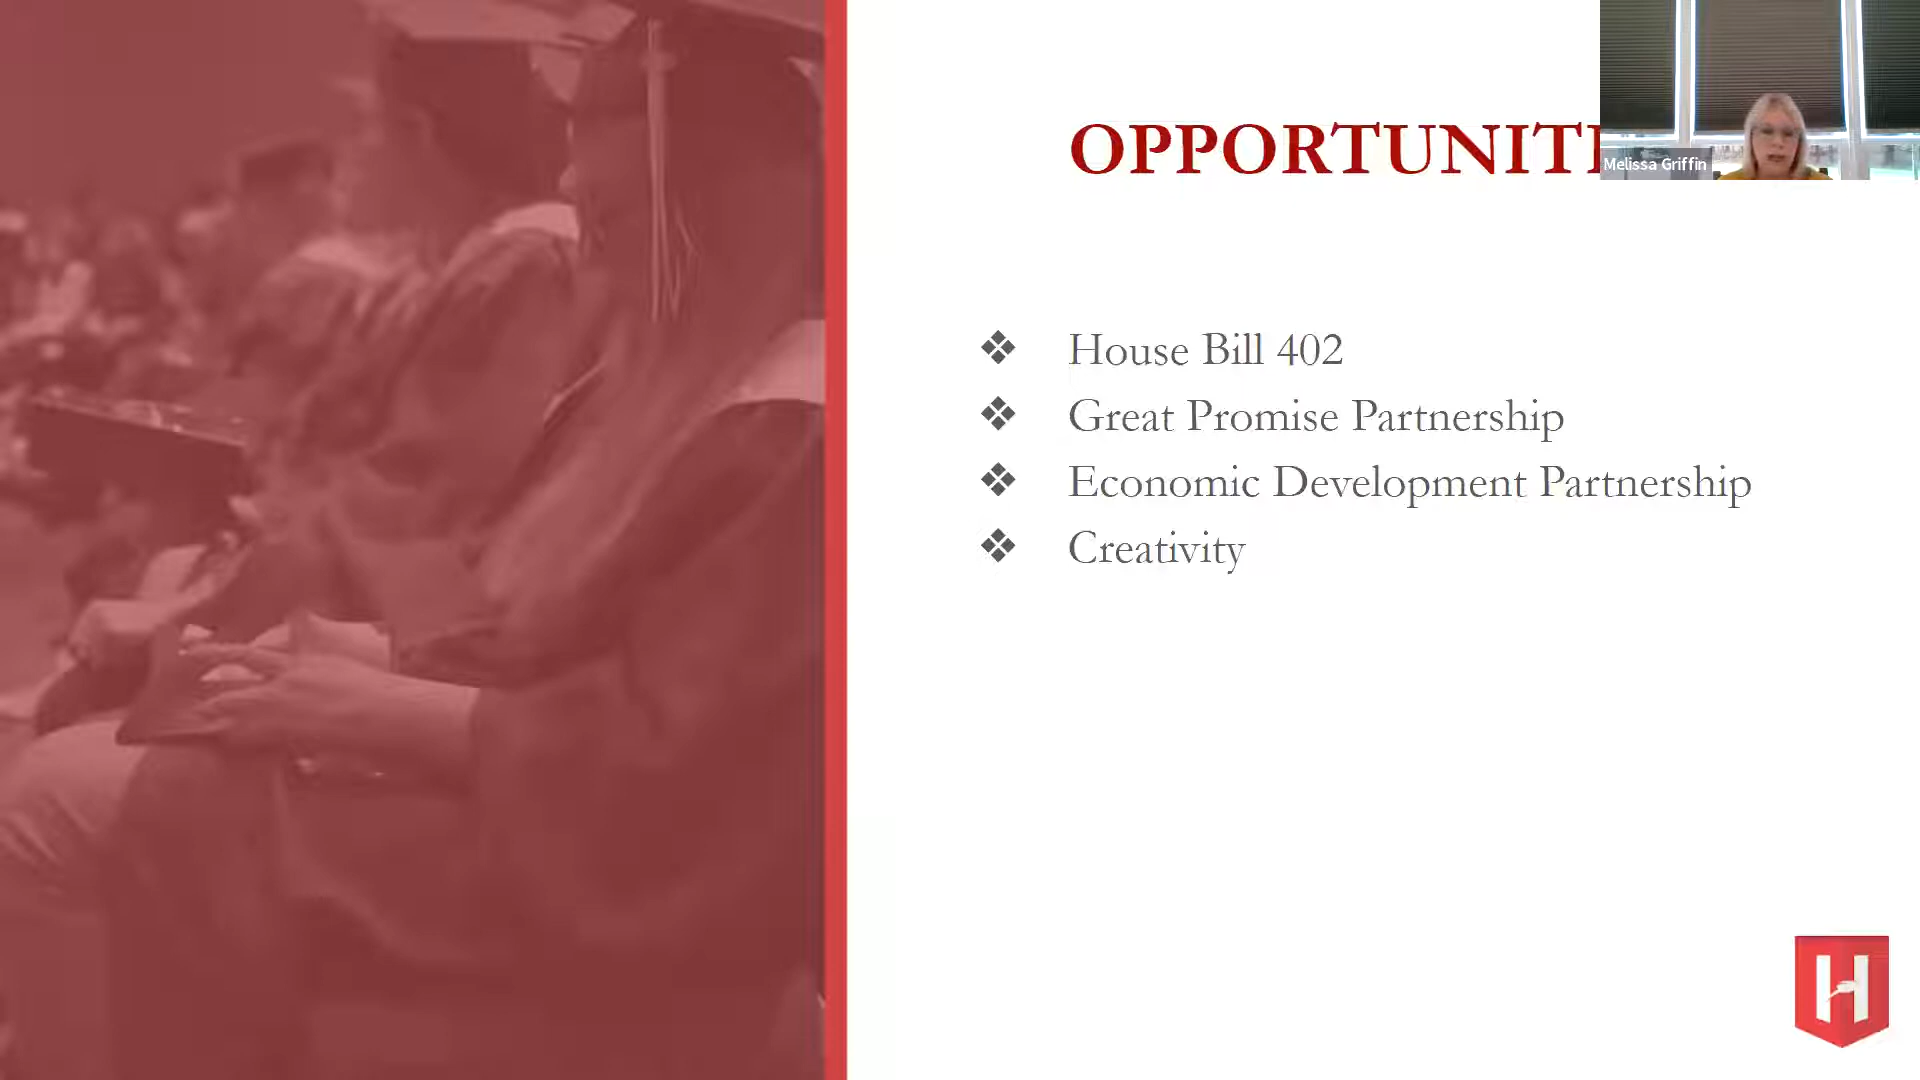 OPPORTUNITI
Melissa Griffin
❖ House Bill 402
❖ Great Promise Partnership
❖ Economic Development Partnership
❖ Creativity
H